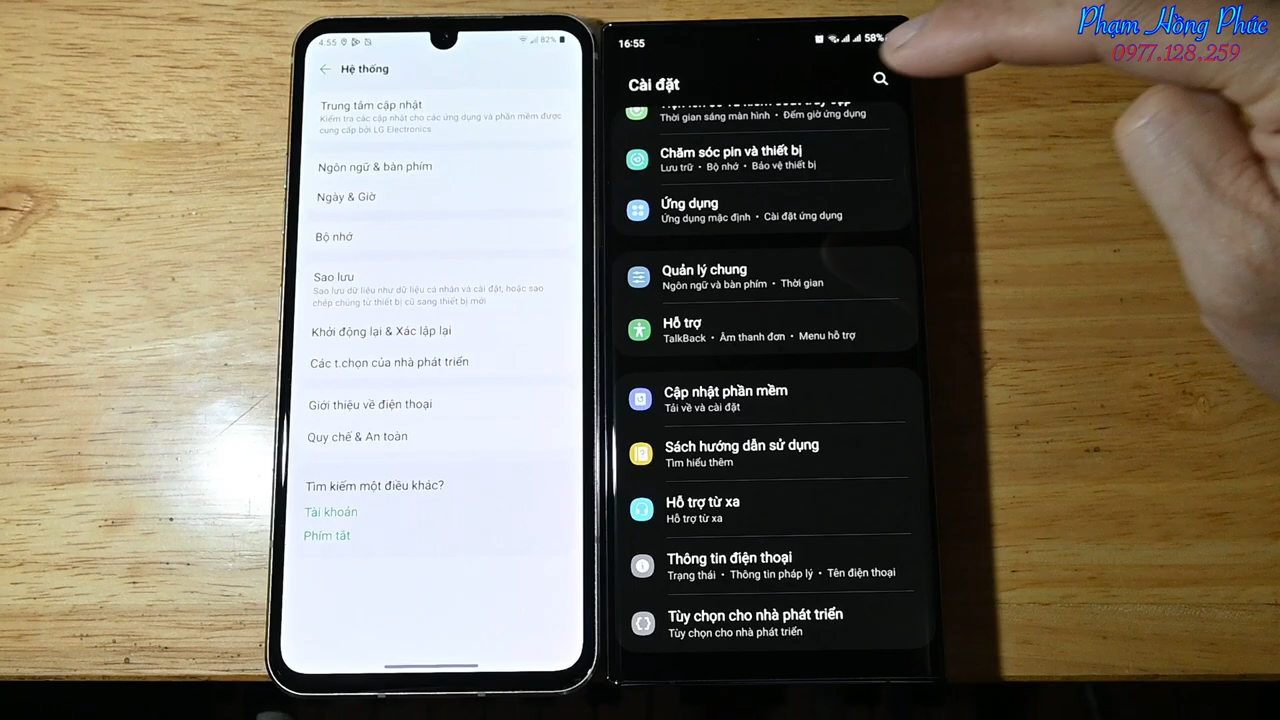 Phạm Hồng Phúc
0977.128.259
4:55
82%
Hệ thống
Trung tâm cập nhật
Kiểm tra các cập nhật cho các ứng dụng và phần mềm được
cung cấp bởi LG Electronics
Ngôn ngữ & bàn phím
Ngày & Giờ
Bộ nhớ
Sao lưu
Sao lưu dữ liệu như dữ liệu cá nhân và cài đặt, hoặc sao
chép chúng từ thiết bị cũ sang thiết bị mới
Khởi động lại & Xác lập lại
Các t.chọn của nhà phát triển
Giới thiệu về điện thoại
Quy chế & An toàn
Tìm kiếm một điều khác?
Tài khoản
Phím tắt
16:55
58%
Cài đặt
Thời gian sáng màn hình • Đếm giờ ứng dụng
Chăm sóc pin và thiết bị
Lưu trữ • Bộ nhớ • Bảo vệ thiết bị
Ứng dụng
Ứng dụng mặc định • Cài đặt ứng dụng
Quản lý chung
Ngôn ngữ và bàn phím • Thời gian
Hỗ trợ
TalkBack • Âm thanh đơn • Menu hỗ trợ
Cập nhật phần mềm
Tải về và cài đặt
Sách hướng dẫn sử dụng
Tìm hiểu thêm
Hỗ trợ từ xa
Hỗ trợ từ xa
Thông tin điện thoại
Trạng thái • Thông tin pháp lý • Tên điện thoại
Tùy chọn cho nhà phát triển
Tùy chọn cho nhà phát triển